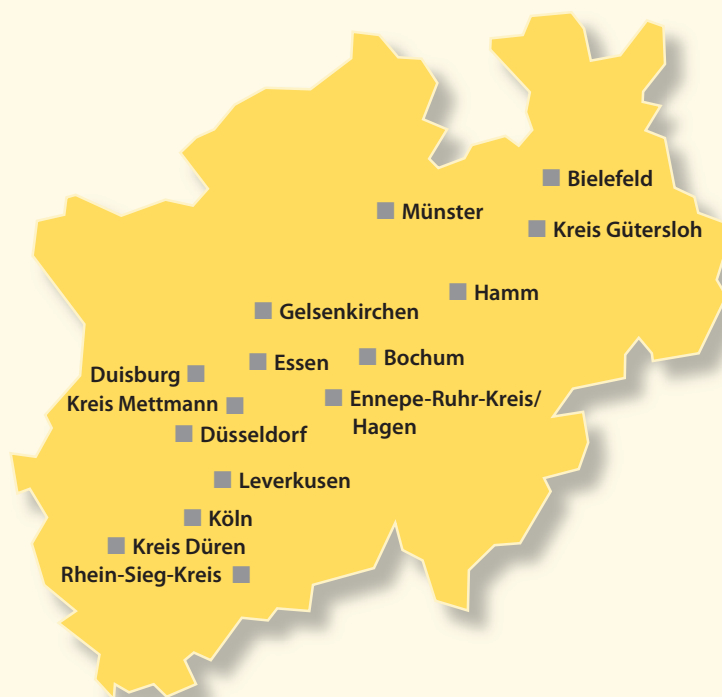 Bielefeld
Münster
Kreis Gütersloh
Hamm
Gelsenkirchen
Bochum
Essen
Duisburg
Kreis Mettmann
Ennepe-Ruhr-Kreis/
Hagen
Düsseldorf
Leverkusen
Köln
Kreis Düren
Rhein-Sieg-Kreis